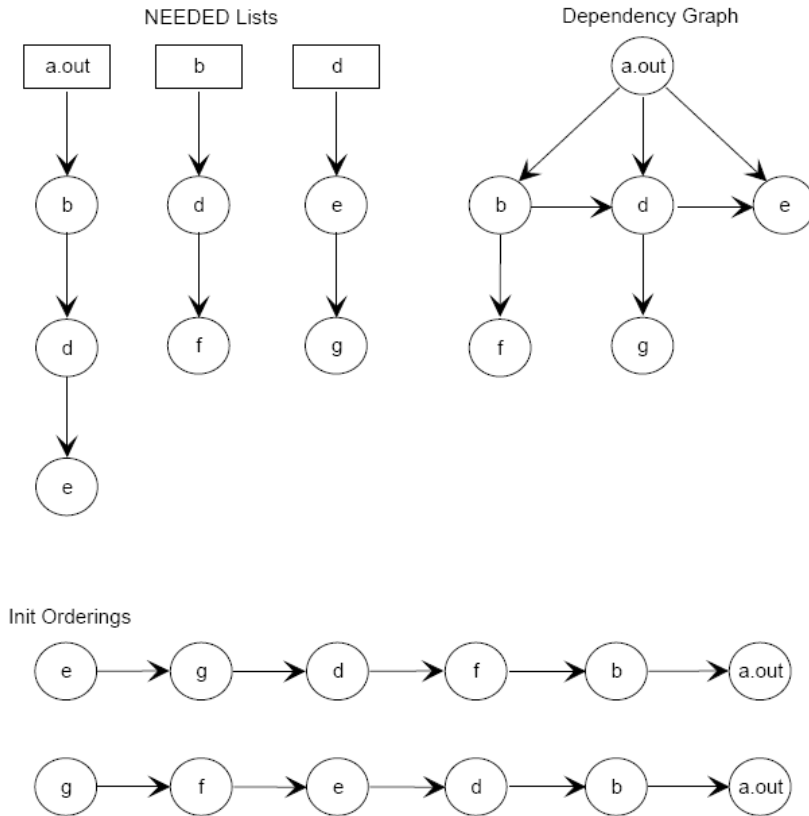 NEEDED Lists
Dependency Graph
a.out b d
a.out
b d e
b d e
d f g
f g
e
Init Orderings
e g d f b a.out
g f e d b a.out